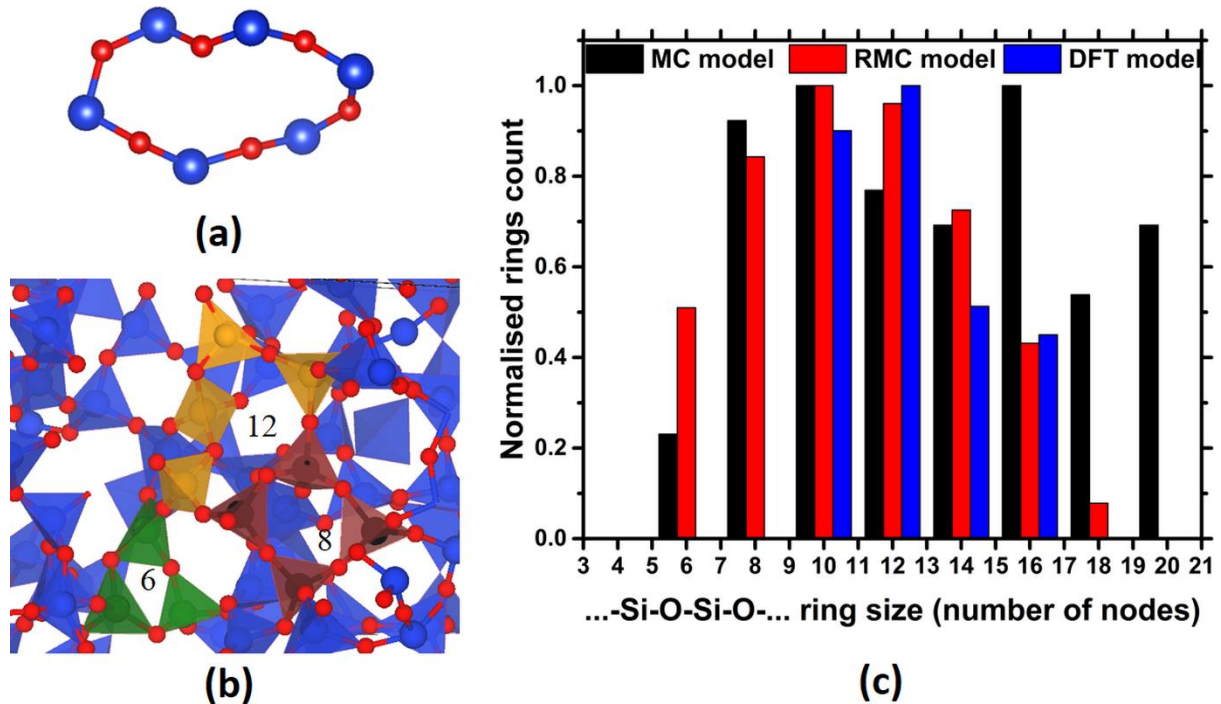 (a)
12
8
6
(b)
MC model RMC model DFT model
1.0
0.8
0.6
0.4
0.2
0.0
Normalised rings count
3 4 5 6 7 8 9 10 11 12 13 14 15 16 17 18 19 20 21
...-Si-O-Si-O-... ring size (number of nodes)
(c)